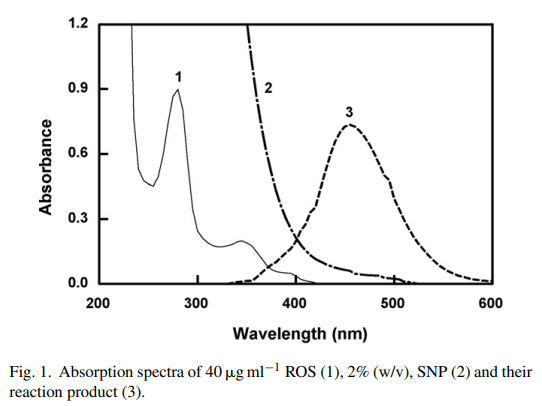 1.2
0.9
0.6
0.3
0.0
Absorbance
1
2
3
200 300 400 500 600
Wavelength (nm)
Fig. 1. Absorption spectra of 40 μg ml⁻¹ ROS (1), 2% (w/v), SNP (2) and their
reaction product (3).